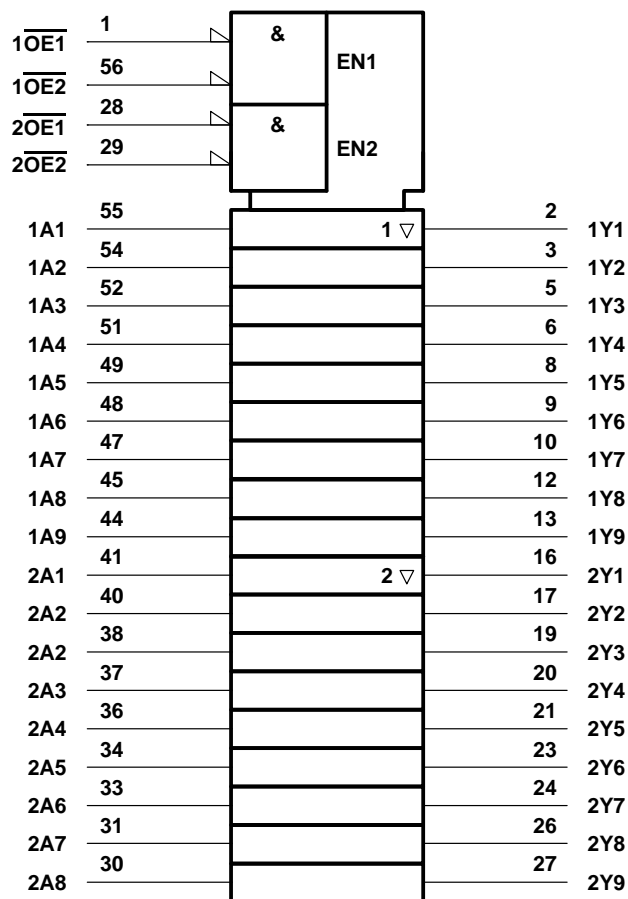 1OE1 1 &
EN1
1OE2 56
2OE1 28 &
EN2
2OE2 29
1A1 55 1 ▽ 2 1Y1
1A2 54 3 1Y2
1A3 52 5 1Y3
1A4 51 6 1Y4
1A5 49 8 1Y5
1A6 48 9 1Y6
1A7 47 10 1Y7
1A8 45 12 1Y8
1A9 44 13 1Y9
2A1 41 2 ▽ 16 2Y1
2A2 40 17 2Y2
2A2 38 19 2Y3
2A3 37 20 2Y4
2A4 36 21 2Y5
2A5 34 23 2Y6
2A6 33 24 2Y7
2A7 31 26 2Y8
2A8 30 27 2Y9